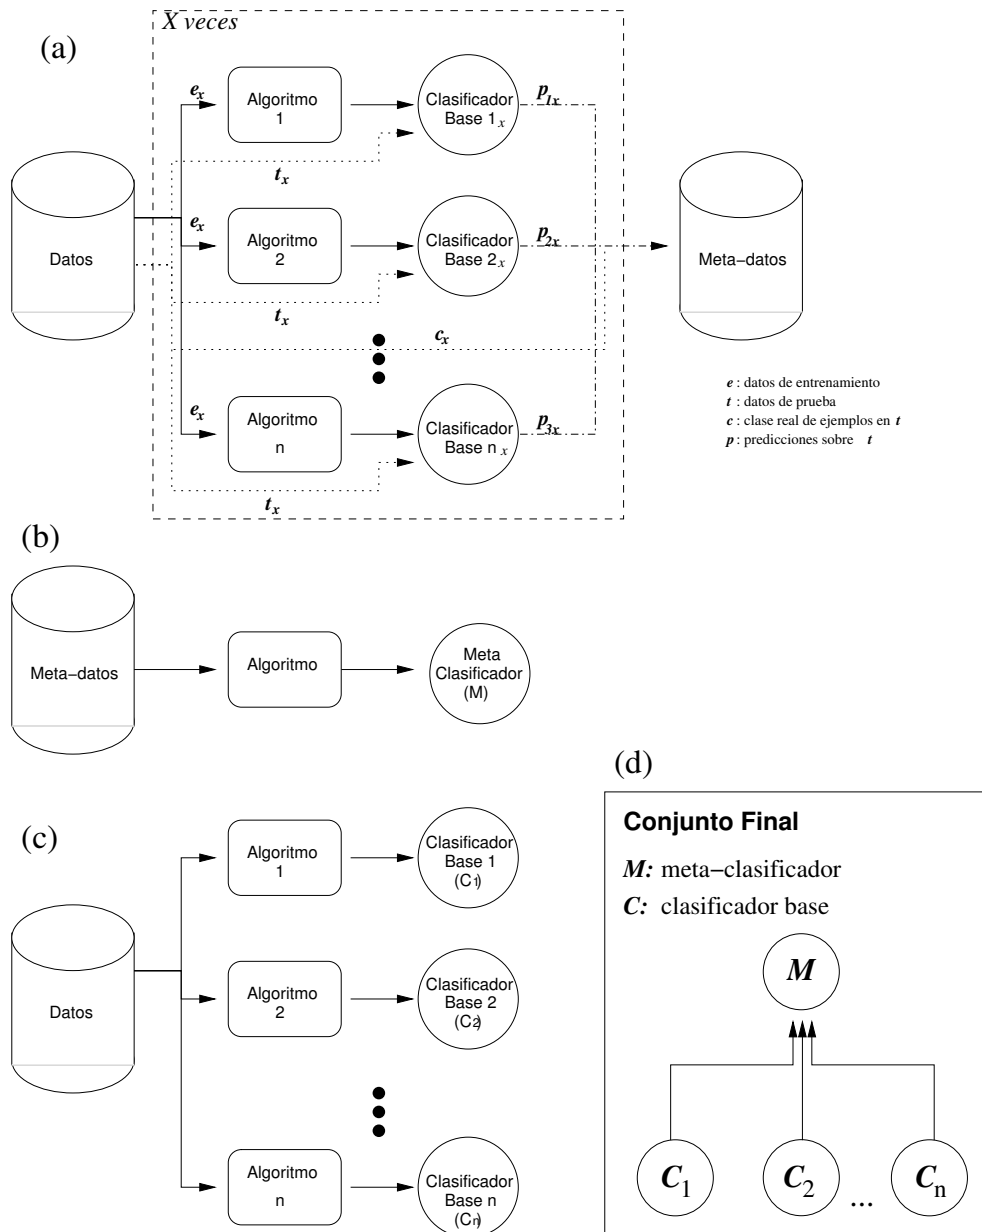 (a)
X veces
e_x
Algoritmo
1
Clasificador
Base 1 x
p_1x
t_x
Datos
e_x
Algoritmo
2
Clasificador
Base 2 x
p_2x
Meta−datos
t_x
c_x
e_x
Algoritmo
n
Clasificador
Base n x
p_3x
t_x
e : datos de entrenamiento
t : datos de prueba
c : clase real de ejemplos en t
p : predicciones sobre t
(b)
Meta−datos
Algoritmo
Meta
Clasificador
(M)
(c)
Datos
Algoritmo
1
Clasificador
Base 1
(C1)
Algoritmo
2
Clasificador
Base 2
(C2)
Algoritmo
n
Clasificador
Base n
(Cn)
(d)
Conjunto Final
M: meta−clasificador
C: clasificador base
M
C1 C2 ... Cn